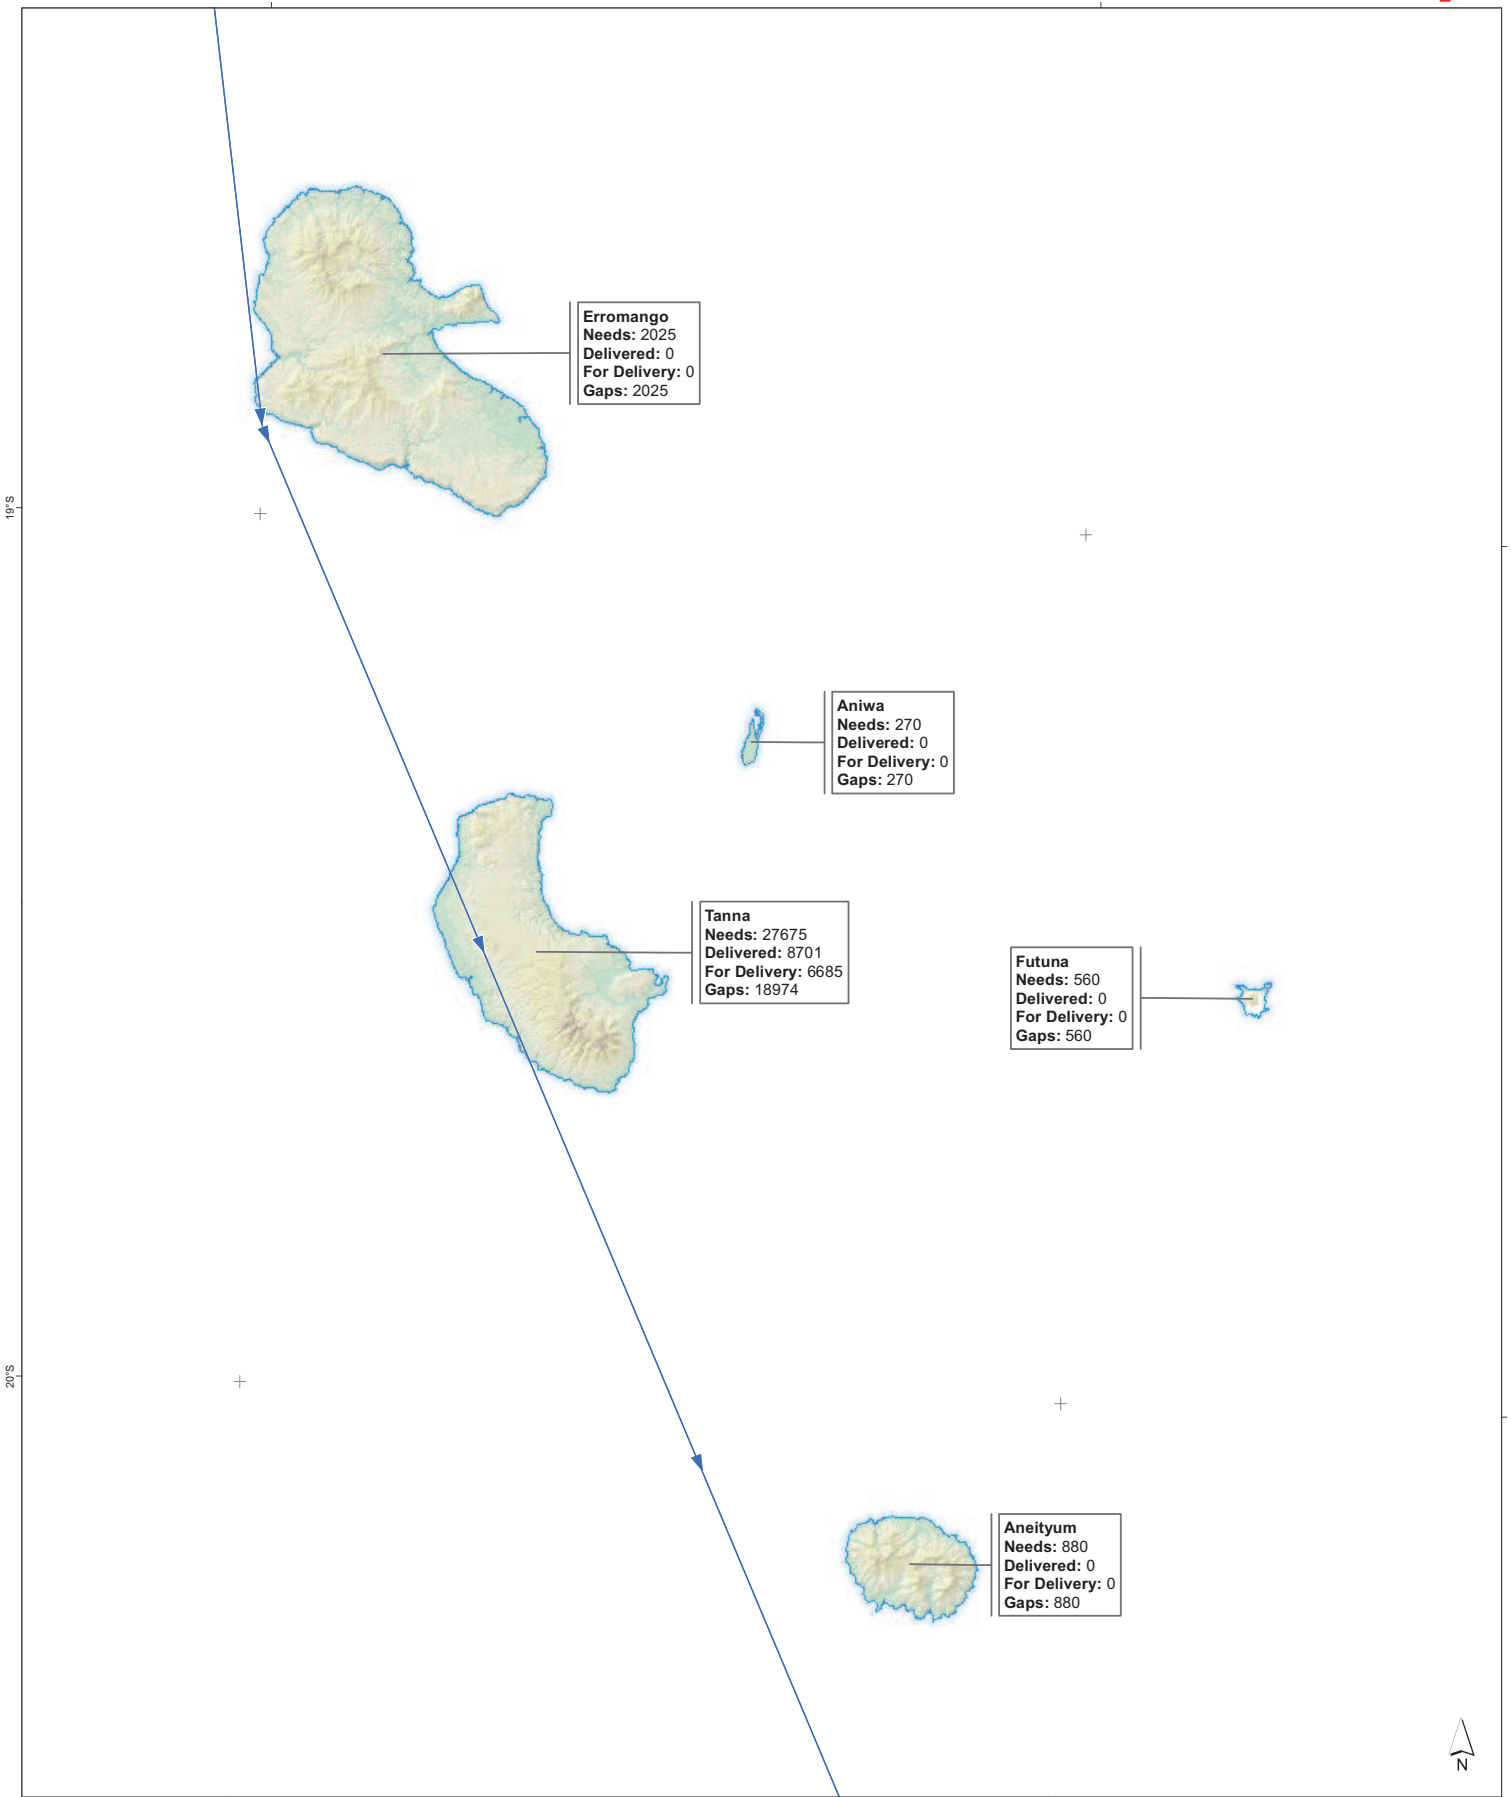 Erromango
Needs: 2025
Delivered: 0
For Delivery: 0
Gaps: 2025
19°S
Aniwa
Needs: 270
Delivered: 0
For Delivery: 0
Gaps: 270
Tanna
Needs: 27675
Delivered: 8701
For Delivery: 6685
Gaps: 18974
Futuna
Needs: 560
Delivered: 0
For Delivery: 0
Gaps: 560
20°S
Aneityum
Needs: 880
Delivered: 0
For Delivery: 0
Gaps: 880
N